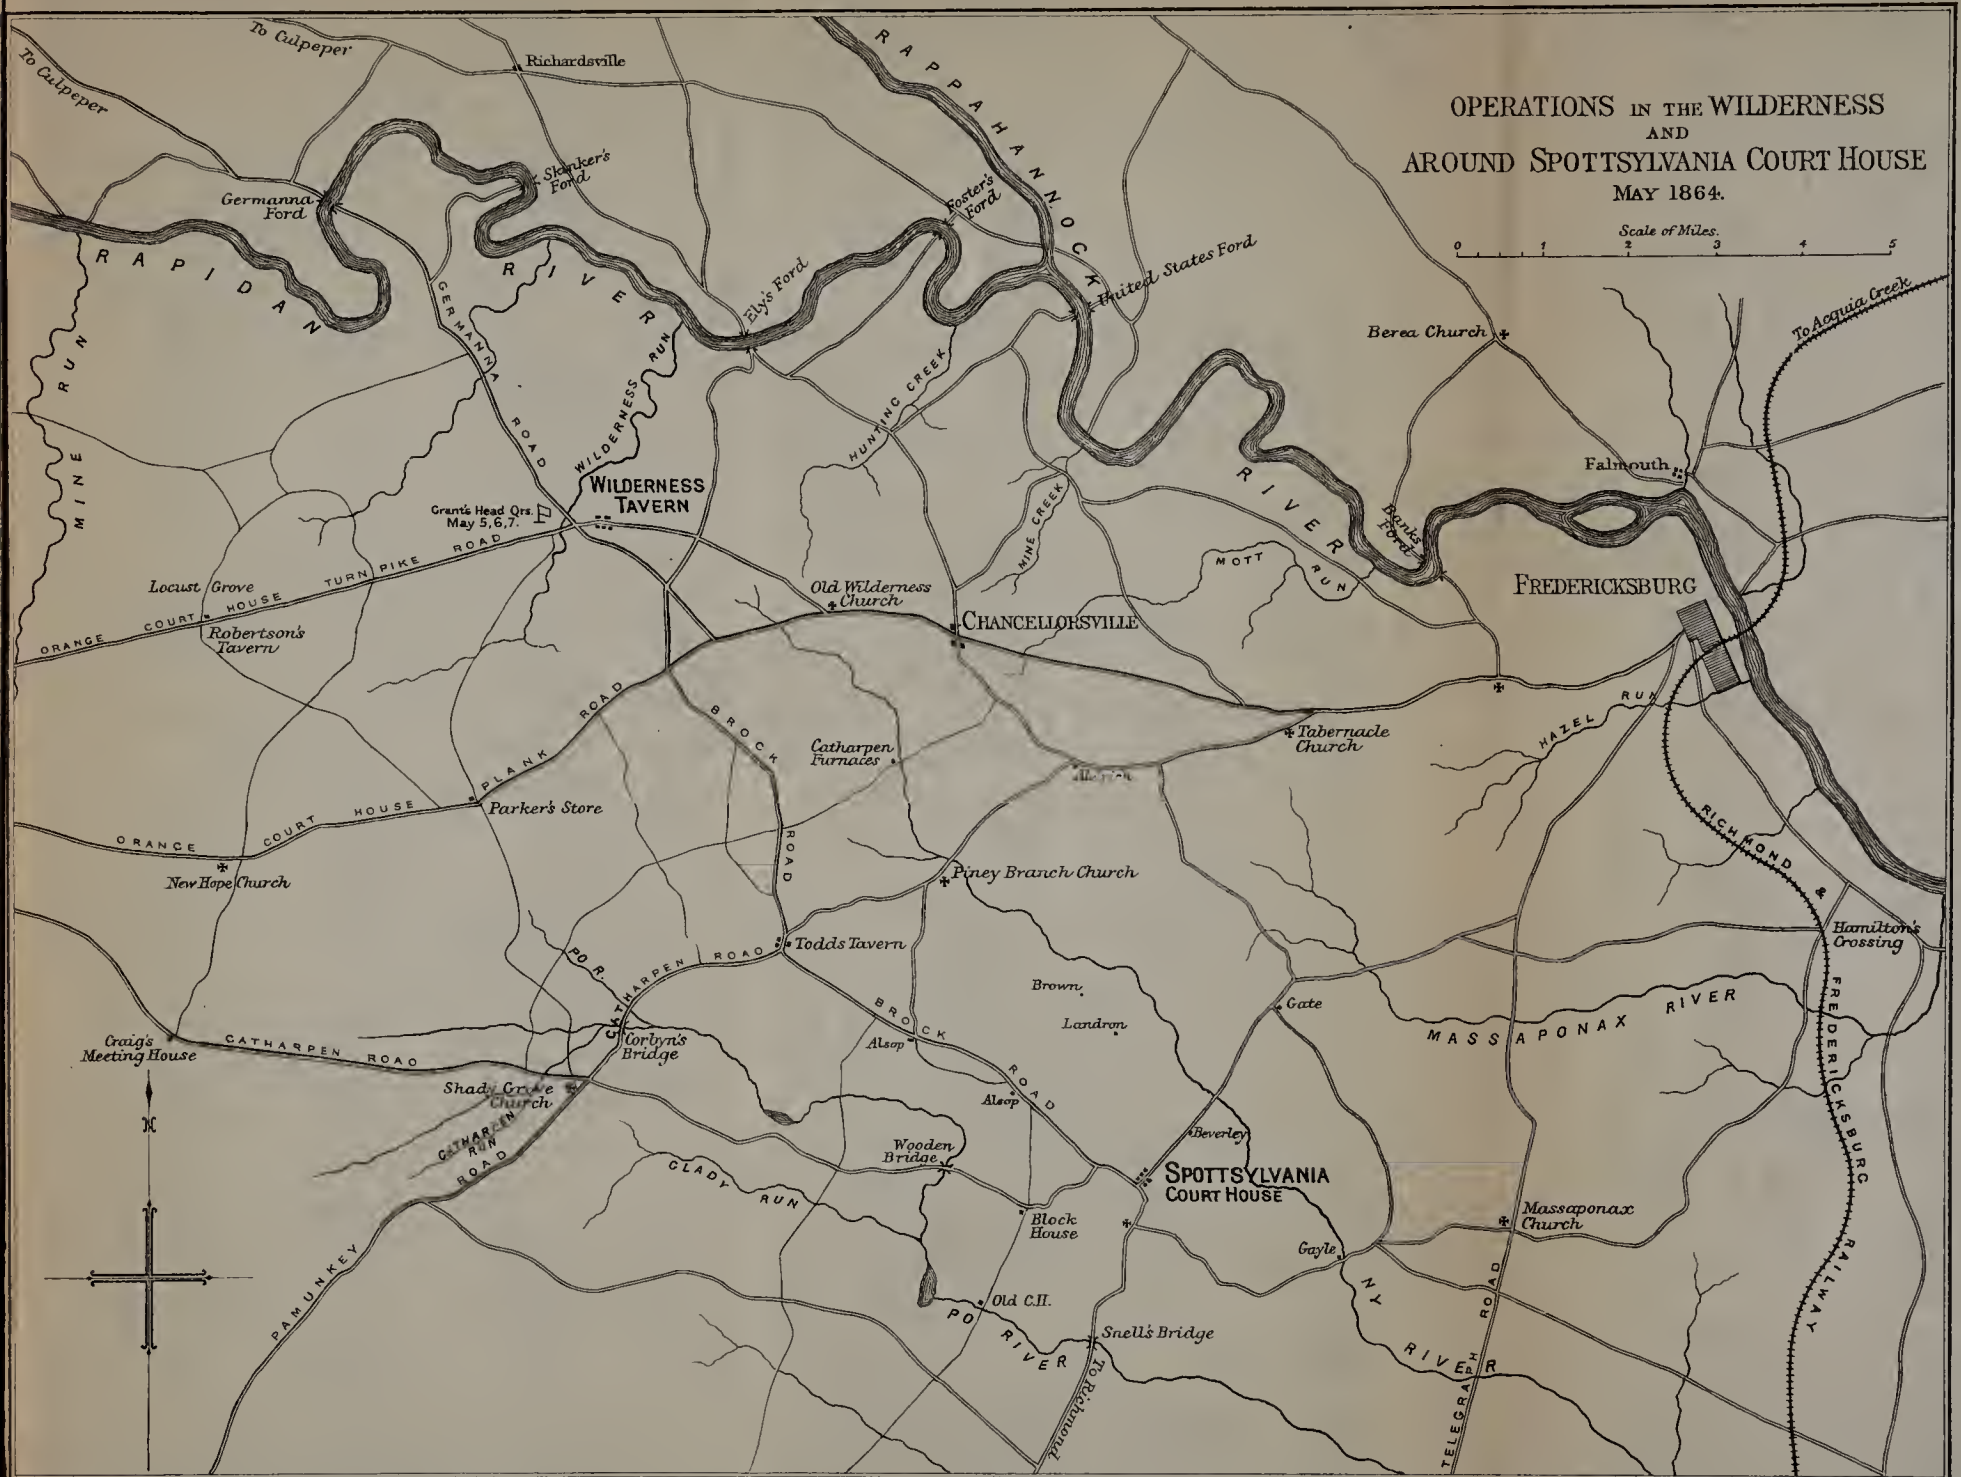 OPERATIONS IN THE WILDERNESS
AND
AROUND SPOTTSYLVANIA COURT HOUSE
MAY 1864.
Scale of Miles.
0 1 2 3 4 5
To Culpeper
To Culpeper
Richardsville
RAPPAHANNOCK
RIVER
Skinker's
Ford
Germanna
Ford
Foster's
Ford
United States Ford
Ely's Ford
RAPIDAN
RIVER
To Acquia Creek
Berea Church
GERMANNA ROAD
MINE RUN
MINE RUN
WILDERNESS RUN
HUNTING CREEK
MINE CREEK
Falmouth
Banks
Ford
WILDERNESS
TAVERN
Grant's Head Qrs.
May 5,6,7.
MOTT RUN
FREDERICKSBURG
Locust Grove
ORANGE COURT HOUSE TURN PIKE ROAD
Robertson's
Tavern
Old Wilderness
Church
CHANCELLORSVILLE
HAZEL RUN
BROCK ROAD
Catharpen
Furnaces
Tabernacle
Church
ORANGE COURT HOUSE PLANK ROAD
Parker's Store
New Hope Church
Piney Branch Church
RICHMOND & FREDERICKSBURG RAILWAY
Hamilton's
Crossing
Todds Tavern
PO R.
CATHARPEN ROAD
Brown
Landron
Gate
MASSAPONAX RIVER
BROCK ROAD
Alsop
Alsop
Craig's
Meeting House
CATHARPEN ROAD
Corbyn's
Bridge
Shady Grove
Church
CATHARPEN
RUN
N
PAMUNKEY ROAD
GLADY RUN
Wooden
Bridge
Beverley
SPOTTSYLVANIA
COURT HOUSE
Block
House
Massaponax
Church
Gayle
NY RIVER
Old C.H.
PO RIVER
Snell's Bridge
To Richmond
TELEGRAPH ROAD